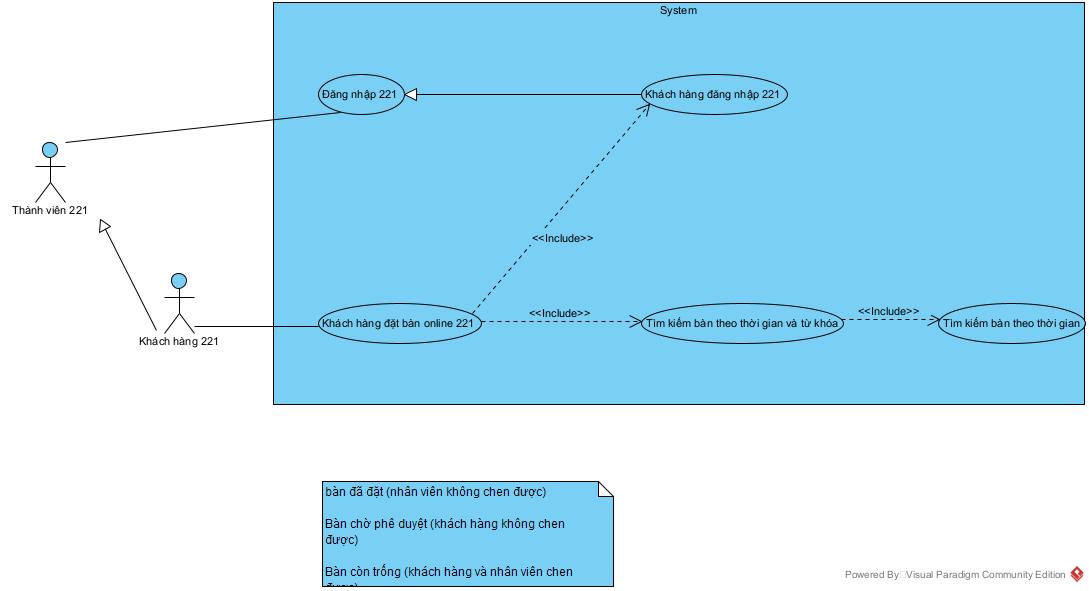 System
Đăng nhập 221
Khách hàng đăng nhập 221
Thành viên 221
<<Include>>
Khách hàng 221
Khách hàng đặt bàn online 221
<<Include>>
Tìm kiếm bàn theo thời gian và từ khóa
<<Include>>
Tìm kiếm bàn theo thời gian
bàn đã đặt (nhân viên không chen được)
Bàn chờ phê duyệt (khách hàng không chen
được)
Bàn còn trống (khách hàng và nhân viên chen
được)
Powered By Visual Paradigm Community Edition